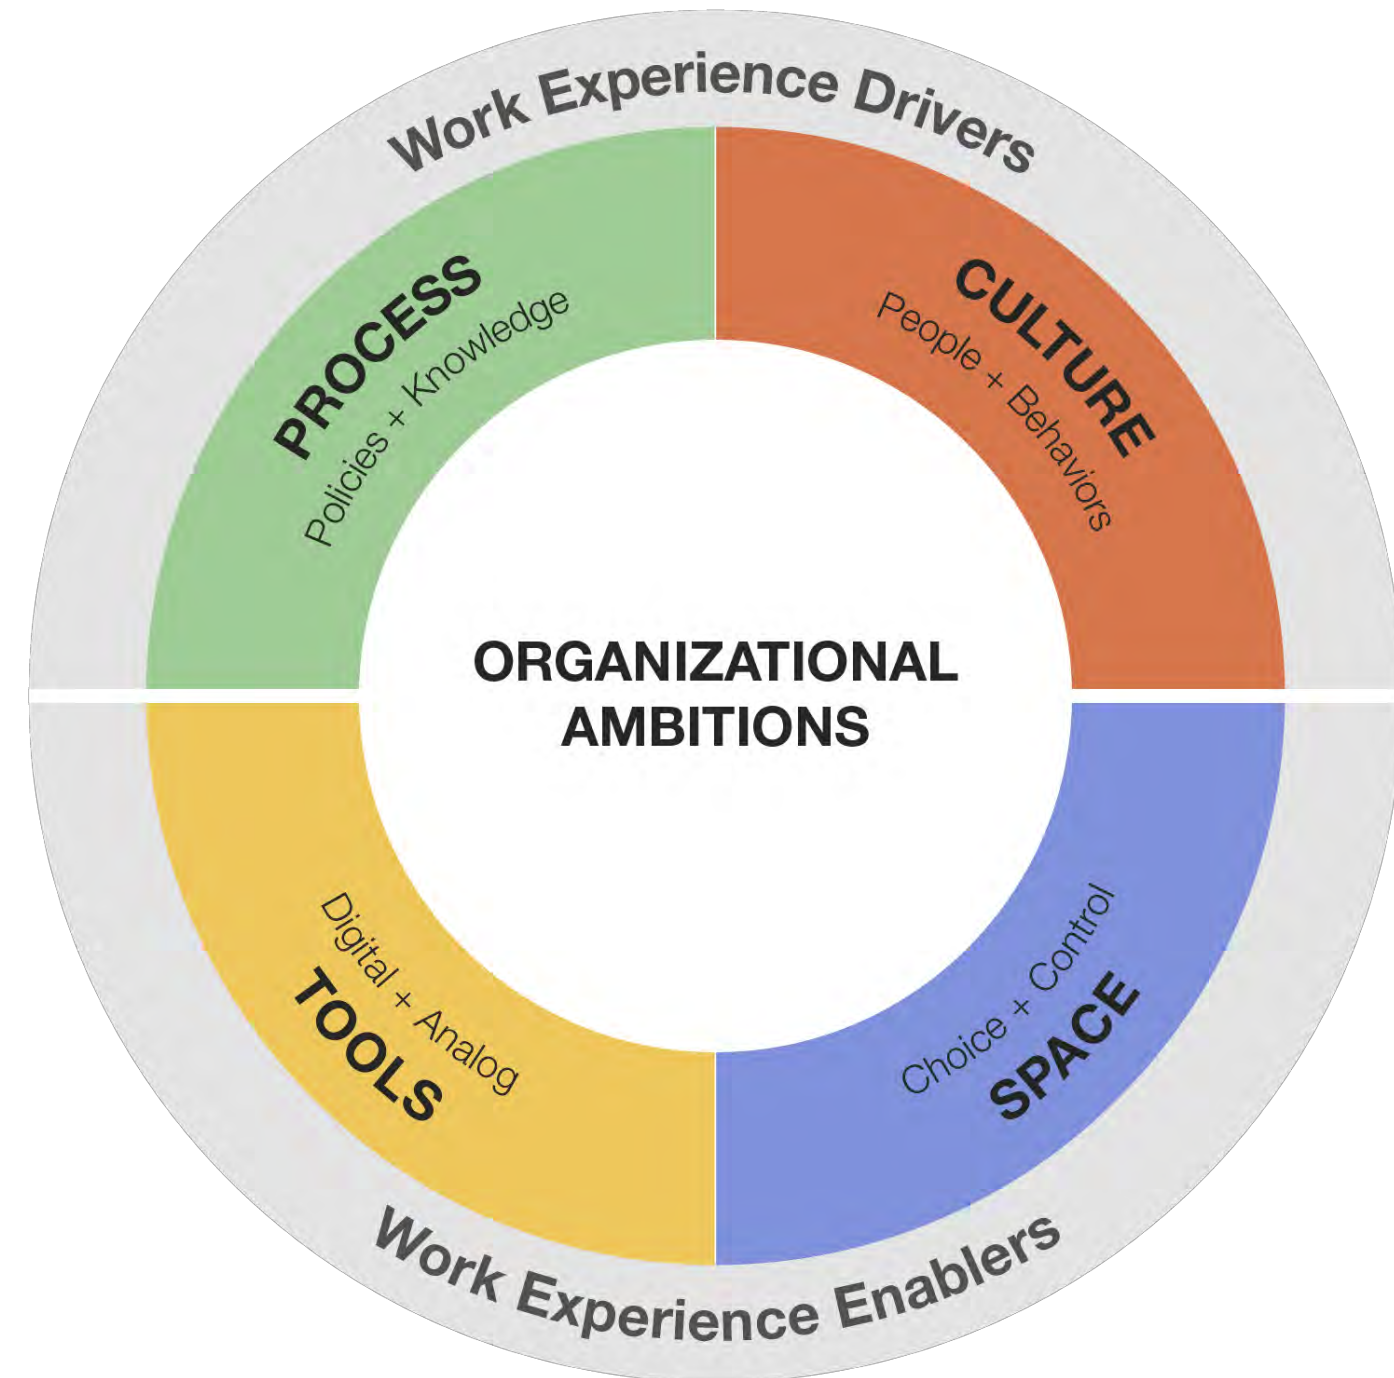 Work Experience Drivers
PROCESS
Policies + Knowledge
CULTURE
People + Behaviors
ORGANIZATIONAL
AMBITIONS
Digital + Analog
TOOLS
Choice + Control
SPACE
Work Experience Enablers